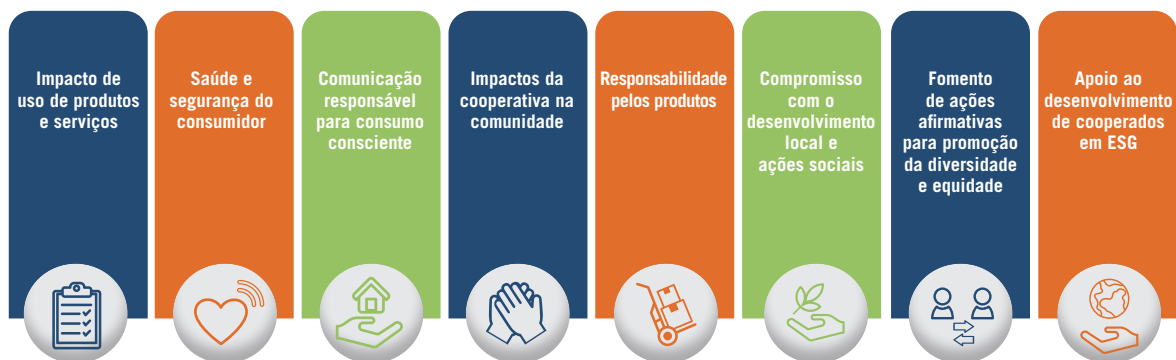 Impacto de
uso de produtos
e serviços
Saúde e
segurança do
consumidor
Comunicação
responsável
para consumo
consciente
Impactos da
cooperativa na
comunidade
Responsabilidade
pelos produtos
Compromisso
com o
desenvolvimento
local e
ações sociais
Fomento
de ações
afirmativas
para promoção
da diversidade
e equidade
Apoio ao
desenvolvimento
de cooperados
em ESG